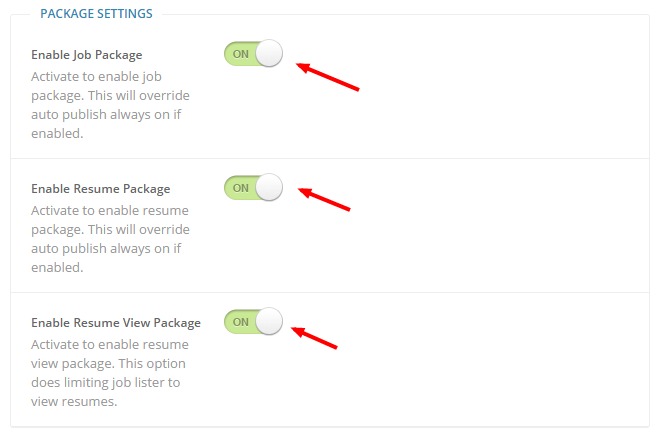 PACKAGE SETTINGS
Enable Job Package
ON
Activate to enable job
package. This will override
auto publish always on if
enabled.
Enable Resume Package
ON
Activate to enable resume
package. This will override
auto publish always on if
enabled.
Enable Resume View Package
ON
Activate to enable resume
view package. This option
does limiting job lister to
view resumes.